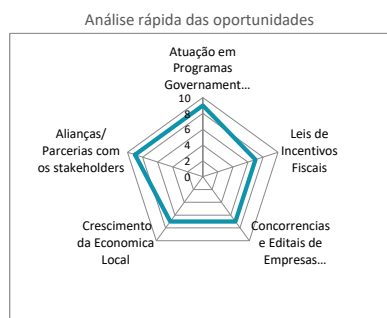 Análise rápida das oportunidades
Atuação em
Programas
Governament...
10
8
6
4
2
0
Alianças/
Parcerias com
os stakeholders
Leis de
Incentivos
Fiscais
Crescimento
da Economica
Local
Concorrencias
e Editais de
Empresas...